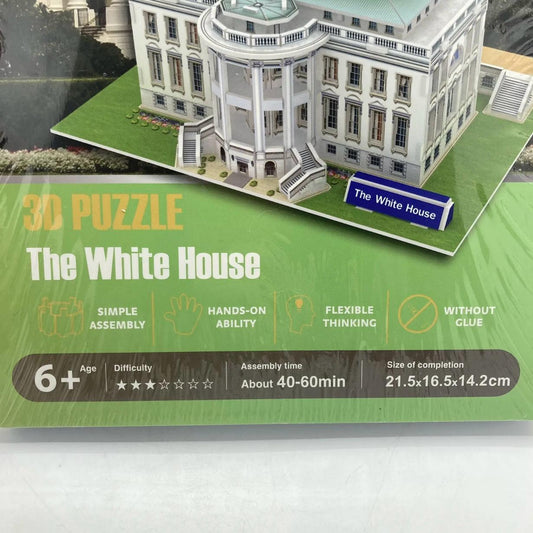 The White House
3D PUZZLE
The White House
SIMPLE
ASSEMBLY
HANDS-ON
ABILITY
FLEXIBLE
THINKING
WITHOUT
GLUE
6+ Age
Difficulty
★★★☆☆☆☆
Assembly time
About 40-60min
Size of completion
21.5x16.5x14.2cm